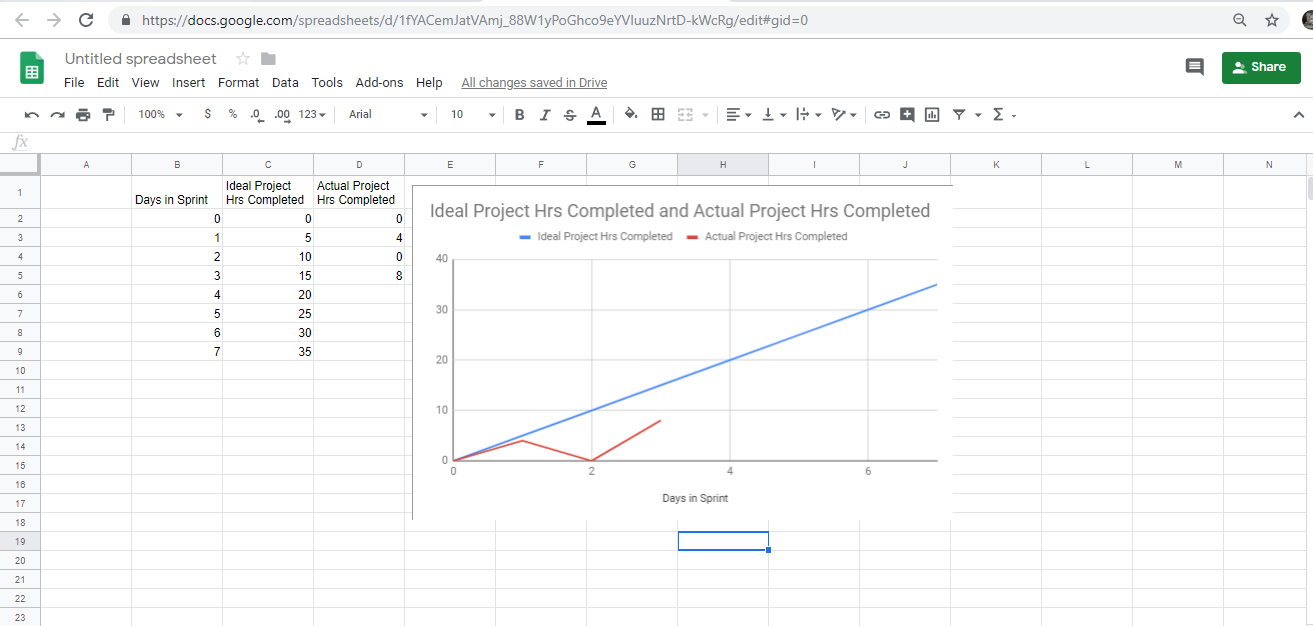 https://docs.google.com/spreadsheets/d/1fYACemJatVAmj_88W1yPoGhco9eYVIuuzNrtD-kWcRg/edit#gid=0
Untitled spreadsheet
File Edit View Insert Format Data Tools Add-ons Help All changes saved in Drive
Share
100% $ % .0 .00 123 Arial 10 B I S A Σ
fx
A B C D E F G H I J K L M N
1 Days in Sprint Ideal Project Hrs Completed Actual Project Hrs Completed
2 0 0 0
3 1 5 4
4 2 10 0
5 3 15 8
6 4 20
7 5 25
8 6 30
9 7 35
10
11
12
13
14
15
16
17
18
19
20
21
22
23
Ideal Project Hrs Completed and Actual Project Hrs Completed
Ideal Project Hrs Completed Actual Project Hrs Completed
40
30
20
10
0
0 2 4 6
Days in Sprint